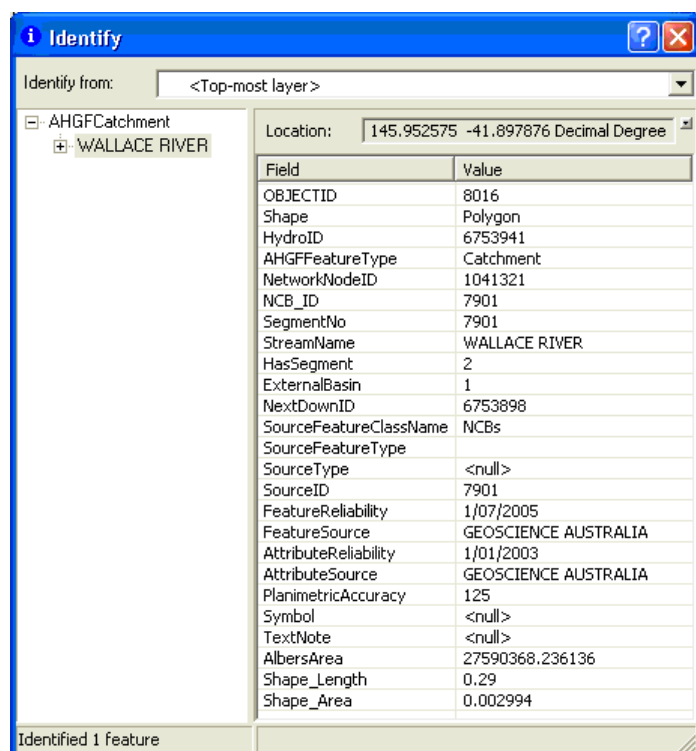 Identify
Identify from: <Top-most layer>
AHGFCatchment
WALLACE RIVER
Location: 145.952575 -41.897876 Decimal Degree
Field Value
OBJECTID 8016
Shape Polygon
HydroID 6753941
AHGFFeatureType Catchment
NetworkNodeID 1041321
NCB_ID 7901
SegmentNo 7901
StreamName WALLACE RIVER
HasSegment 2
ExternalBasin 1
NextDownID 6753898
SourceFeatureClassName NCBs
SourceFeatureType
SourceType <null>
SourceID 7901
FeatureReliability 1/07/2005
FeatureSource GEOSCIENCE AUSTRALIA
AttributeReliability 1/01/2003
AttributeSource GEOSCIENCE AUSTRALIA
PlanimetricAccuracy 125
Symbol <null>
TextNote <null>
AlbersArea 27590368.236136
Shape_Length 0.29
Shape_Area 0.002994
Identified 1 feature